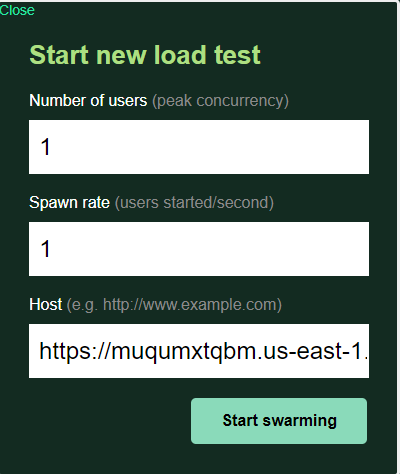 Close
Start new load test
Number of users (peak concurrency)
1
Spawn rate (users started/second)
1
Host (e.g. http://www.example.com)
https://muqumxtqbm.us-east-1.
Start swarming